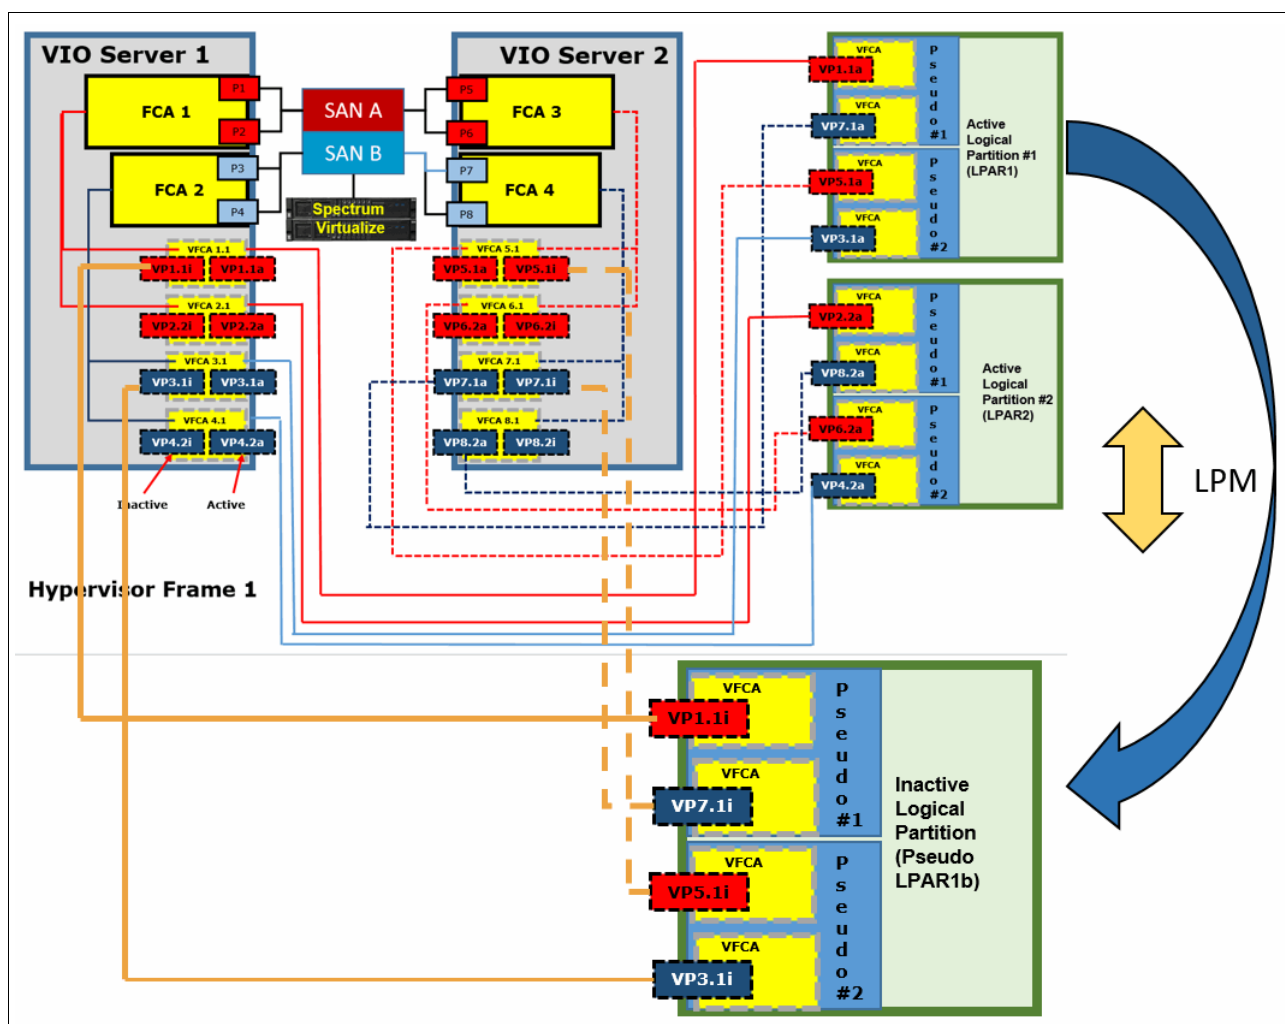 VIO Server 1
FCA 1
P1
P2
FCA 2
P3
P4
SAN A
SAN B
Spectrum
Virtualize
VIO Server 2
P5
P6
FCA 3
P7
P8
FCA 4
VFCA 1.1
VP1.1i
VP1.1a
VFCA 2.1
VP2.2i
VP2.2a
VFCA 3.1
VP3.1i
VP3.1a
VFCA 4.1
VP4.2i
VP4.2a
Inactive
Active
VFCA 5.1
VP5.1a
VP5.1i
VFCA 6.1
VP6.2a
VP6.2i
VFCA 7.1
VP7.1a
VP7.1i
VFCA 8.1
VP8.2a
VP8.2i
Hypervisor Frame 1
VFCA
VP1.1a
VFCA
VP7.1a
Pseudo #1
VFCA
VP5.1a
VFCA
VP3.1a
Pseudo #2
Active
Logical
Partition #1
(LPAR1)
VFCA
VP2.2a
VFCA
VP8.2a
Pseudo #1
VFCA
VP6.2a
VFCA
VP4.2a
Pseudo #2
Active
Logical
Partition #2
(LPAR2)
LPM
VFCA
VP1.1i
VFCA
VP7.1i
Pseudo #1
VFCA
VP5.1i
VFCA
VP3.1i
Pseudo #2
Inactive
Logical
Partition
(Pseudo
LPAR1b)